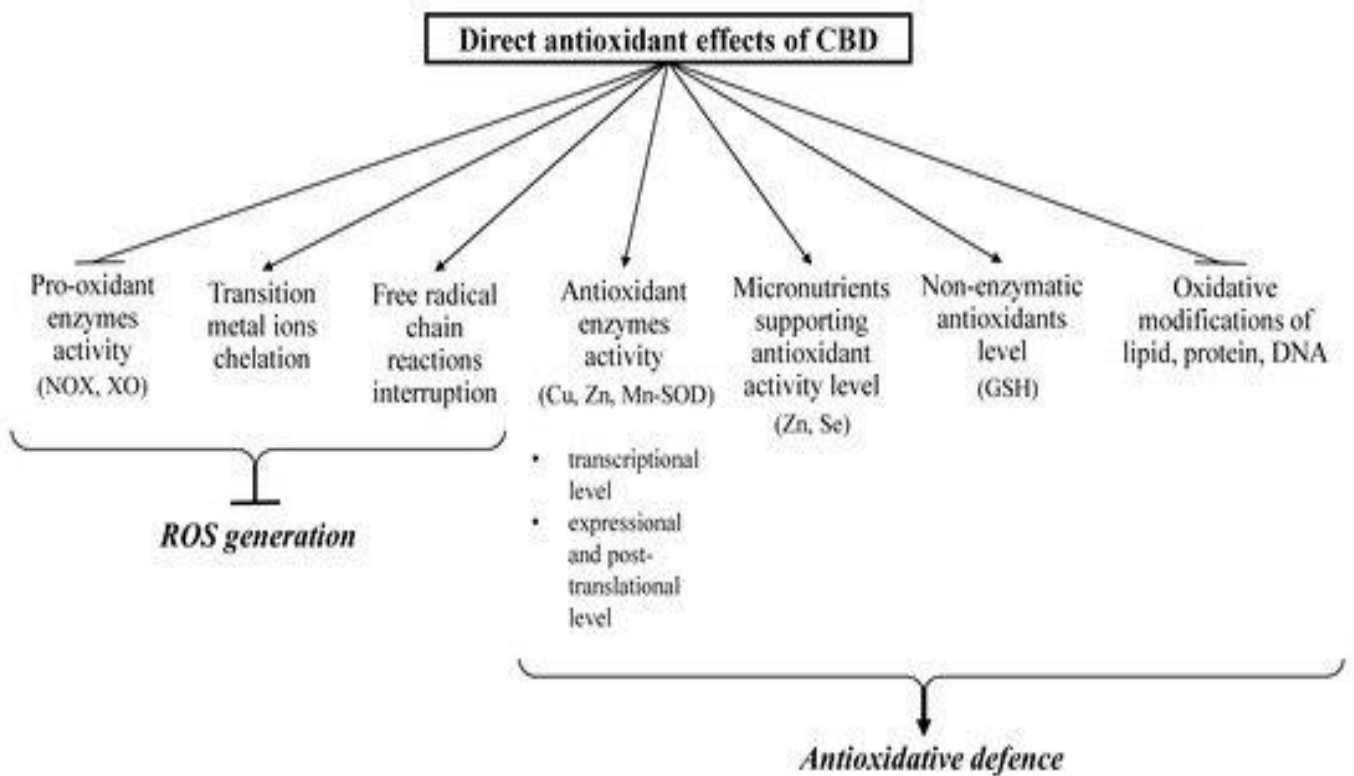 Direct antioxidant effects of CBD
Pro-oxidant
enzymes
activity
(NOX, XO)
Transition
metal ions
chelation
Free radical
chain
reactions
interruption
Antioxidant
enzymes
activity
(Cu, Zn, Mn-SOD)
• transcriptional
level
• expressional
and post-
translational
level
Micronutrients
supporting
antioxidant
activity level
(Zn, Se)
Non-enzymatic
antioxidants
level
(GSH)
Oxidative
modifications of
lipid, protein, DNA
ROS generation
Antioxidative defence